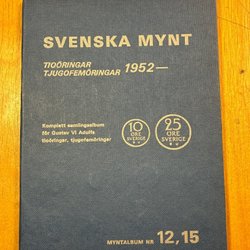 SVENSKA MYNT
TIOÖRINGAR
TJUGOFEMÖRINGAR 1952—
Komplett samlingsalbum
för Gustav VI Adolfs
tioöringar, tjugofemöringar
10
ÖRE
SVERIGE
25
ÖRE
SVERIGE
MYNTALBUM NR 12,15